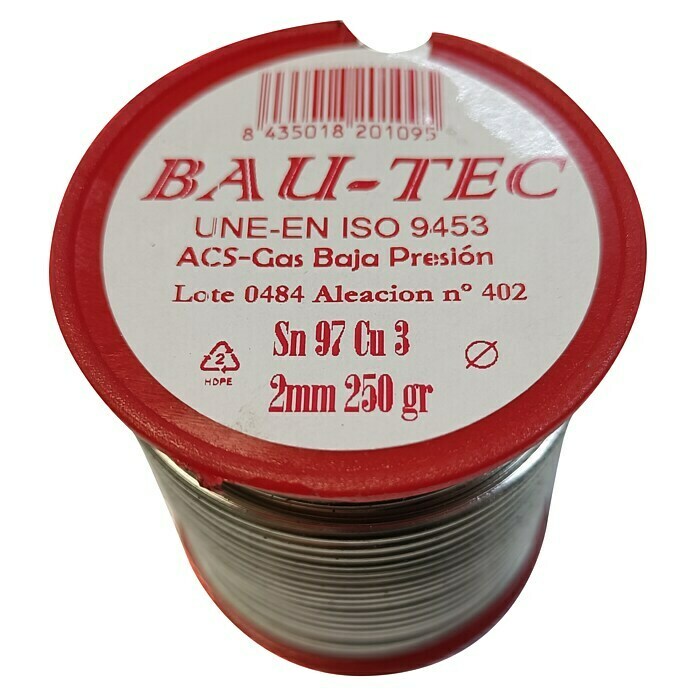 8 435018 201095
BAU-TEC
UNE-EN ISO 9453
ACS-Gas Baja Presión
Lote 0484 Aleacion nº 402
Sn 97 Cu 3
2
HDPE
2mm 250 gr